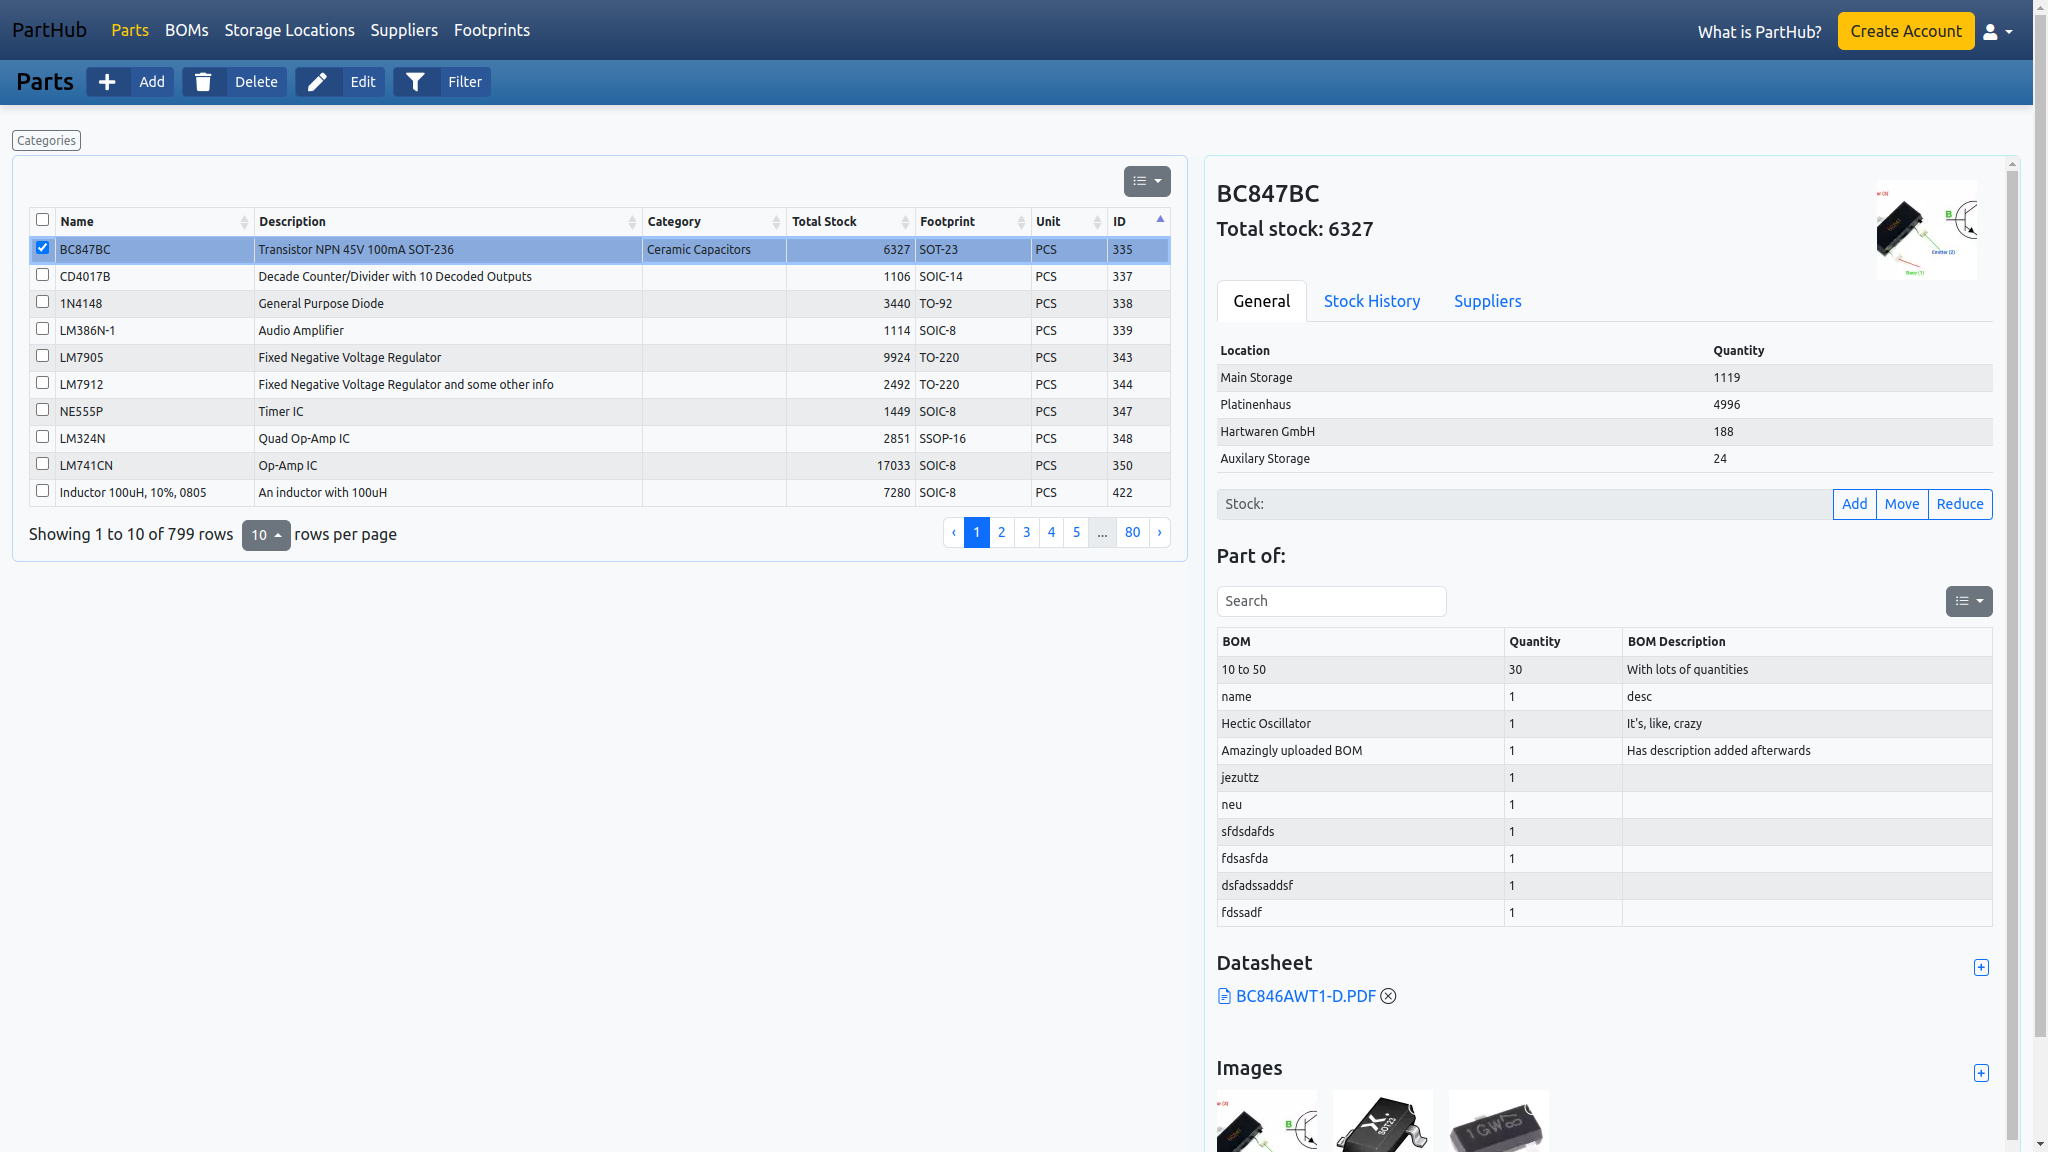 PartHub Parts BOMs Storage Locations Suppliers Footprints What is PartHub? Create Account
Parts Add Delete Edit Filter
Categories
Name Description Category Total Stock Footprint Unit ID
BC847BC Transistor NPN 45V 100mA SOT-236 Ceramic Capacitors 6327 SOT-23 PCS 335
CD4017B Decade Counter/Divider with 10 Decoded Outputs 1106 SOIC-14 PCS 337
1N4148 General Purpose Diode 3440 TO-92 PCS 338
LM386N-1 Audio Amplifier 1114 SOIC-8 PCS 339
LM7905 Fixed Negative Voltage Regulator 9924 TO-220 PCS 343
LM7912 Fixed Negative Voltage Regulator and some other info 2492 TO-220 PCS 344
NE555P Timer IC 1449 SOIC-8 PCS 347
LM324N Quad Op-Amp IC 2851 SSOP-16 PCS 348
LM741CN Op-Amp IC 17033 SOIC-8 PCS 350
Inductor 100uH, 10%, 0805 An inductor with 100uH 7280 SOIC-8 PCS 422
Showing 1 to 10 of 799 rows 10 rows per page ‹ 1 2 3 4 5 ... 80 ›
BC847BC
Total stock: 6327
B
Emitter (2)
Base (1)
General Stock History Suppliers
Location Quantity
Main Storage 1119
Platinenhaus 4996
Hartwaren GmbH 188
Auxilary Storage 24
Stock: Add Move Reduce
Part of:
Search
BOM Quantity BOM Description
10 to 50 30 With lots of quantities
name 1 desc
Hectic Oscillator 1 It's, like, crazy
Amazingly uploaded BOM 1 Has description added afterwards
jezuttz 1
neu 1
sfdsdafds 1
fdsasfda 1
dsfadssaddsf 1
fdssadf 1
Datasheet
BC846AWT1-D.PDF
Images
B
SOT23
1GW